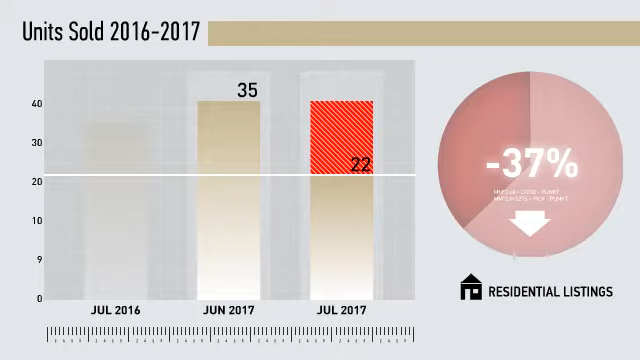 Units Sold 2016-2017
40
30
20
10
9
0
35
22
JUL 2016
JUN 2017
JUL 2017
-37%
RESIDENTIAL LISTINGS